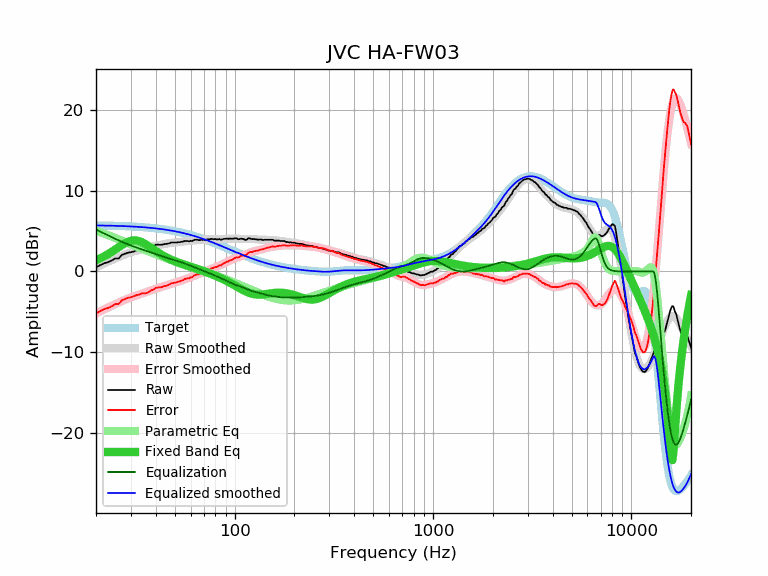 JVC HA-FW03
Amplitude (dBr)
20
10
0
−10
−20
Target
Raw Smoothed
Error Smoothed
Raw
Error
Parametric Eq
Fixed Band Eq
Equalization
Equalized smoothed
100
1000
10000
Frequency (Hz)